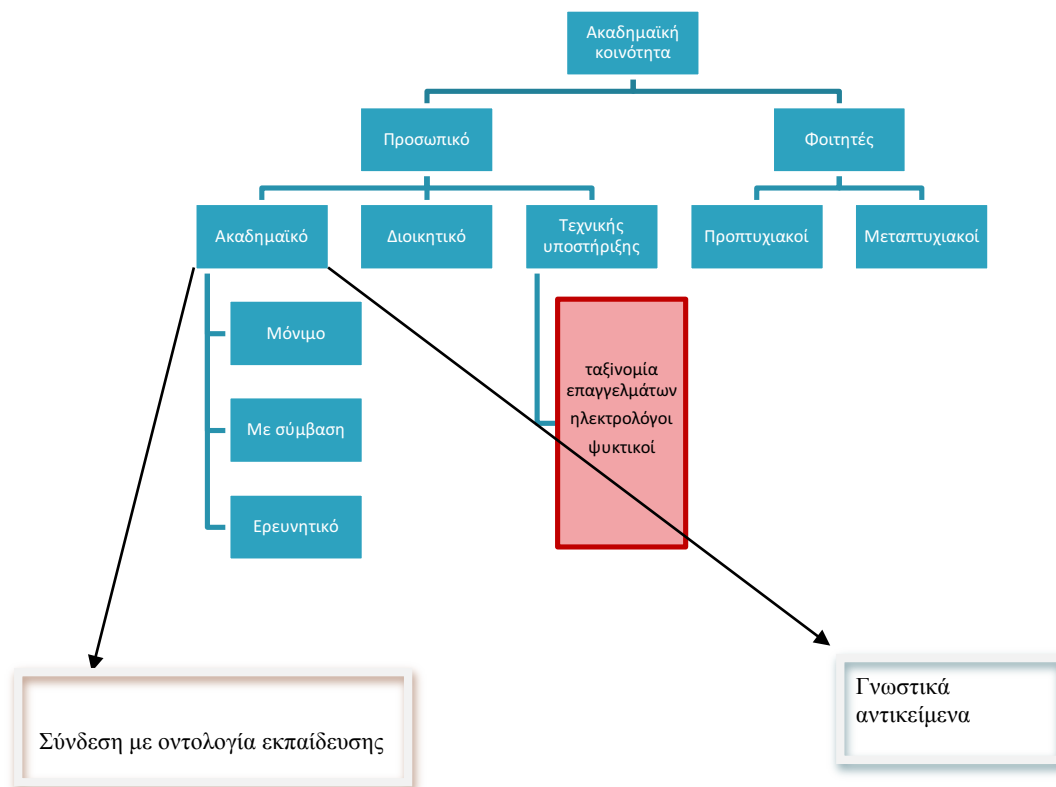 Ακαδημαϊκή
κοινότητα
Προσωπικό
Φοιτητές
Ακαδημαϊκό
Διοικητικό
Τεχνικής
υποστήριξης
Προπτυχιακοί
Μεταπτυχιακοί
Μόνιμο
Με σύμβαση
Ερευνητικό
ταξiνομία
επαγγελμάτων
ηλεκτρολόγοι
ψυκτικοί
Σύνδεση με οντολογία εκπαίδευσης
Γνωστικά
αντικείμενα